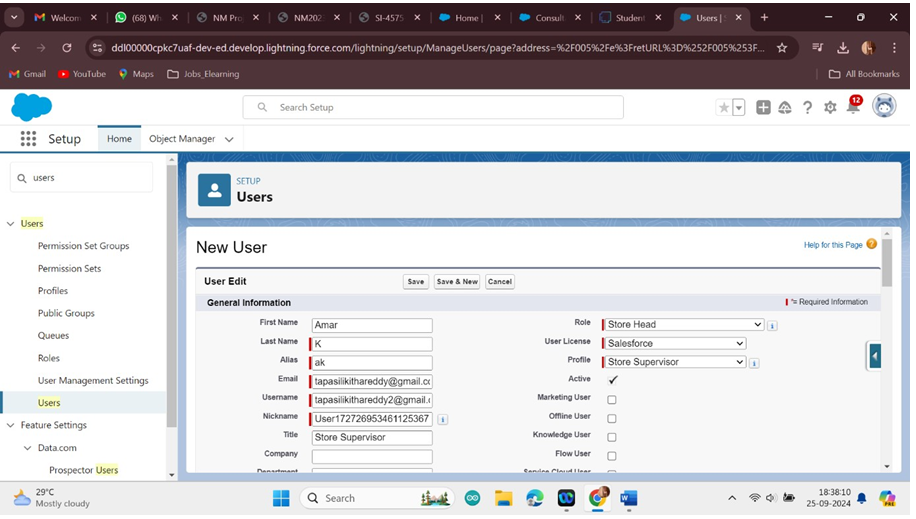 Welcom
(68) Wh
NM Pro
NM202
SI-4575
Home |
Consult
Student
Users |
ddl00000cpkc7uaf-dev-ed.develop.lightning.force.com/lightning/setup/ManageUsers/page?address=%2F005%2Fe%3FretURL%3D%252F005%253F...
Gmail YouTube Maps Jobs_Elearning All Bookmarks
Search Setup
12
Setup Home Object Manager
users
SETUP
Users
Users
Permission Set Groups
Permission Sets
Profiles
Public Groups
Queues
Roles
User Management Settings
Users
Feature Settings
Data.com
Prospector Users
New User
Help for this Page ?
User Edit Save Save & New Cancel
General Information = Required Information
First Name Amar
Last Name K
Alias ak
Email tapasilikithareddy@gmail.co
Username tapasilikithareddy2@gmail.
Nickname User172726953461125367 i
Title Store Supervisor
Company
Department
Role Store Head i
User License Salesforce
Profile Store Supervisor i
Active
Marketing User
Offline User
Knowledge User
Flow User
Service Cloud User
29°C
Mostly cloudy
Search
18:38:10
25-09-2024
PRE